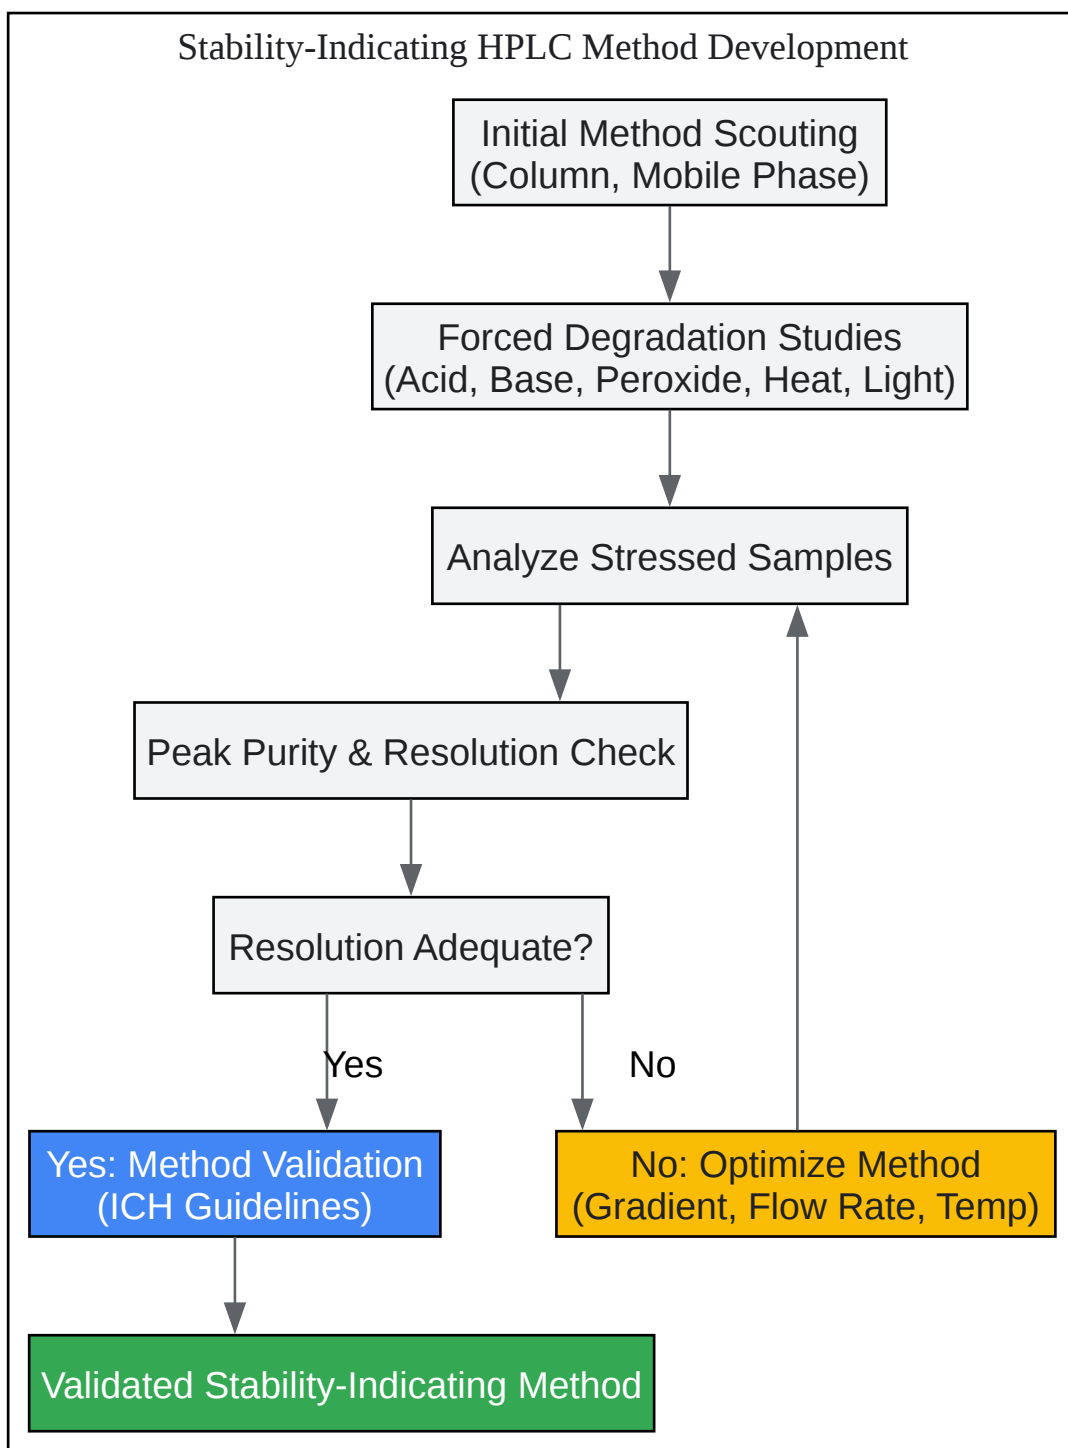 Stability-Indicating HPLC Method Development
Initial Method Scouting
(Column, Mobile Phase)
Forced Degradation Studies
(Acid, Base, Peroxide, Heat, Light)
Analyze Stressed Samples
Peak Purity & Resolution Check
Resolution Adequate?
Yes
No
Yes: Method Validation
(ICH Guidelines)
No: Optimize Method
(Gradient, Flow Rate, Temp)
Validated Stability-Indicating Method